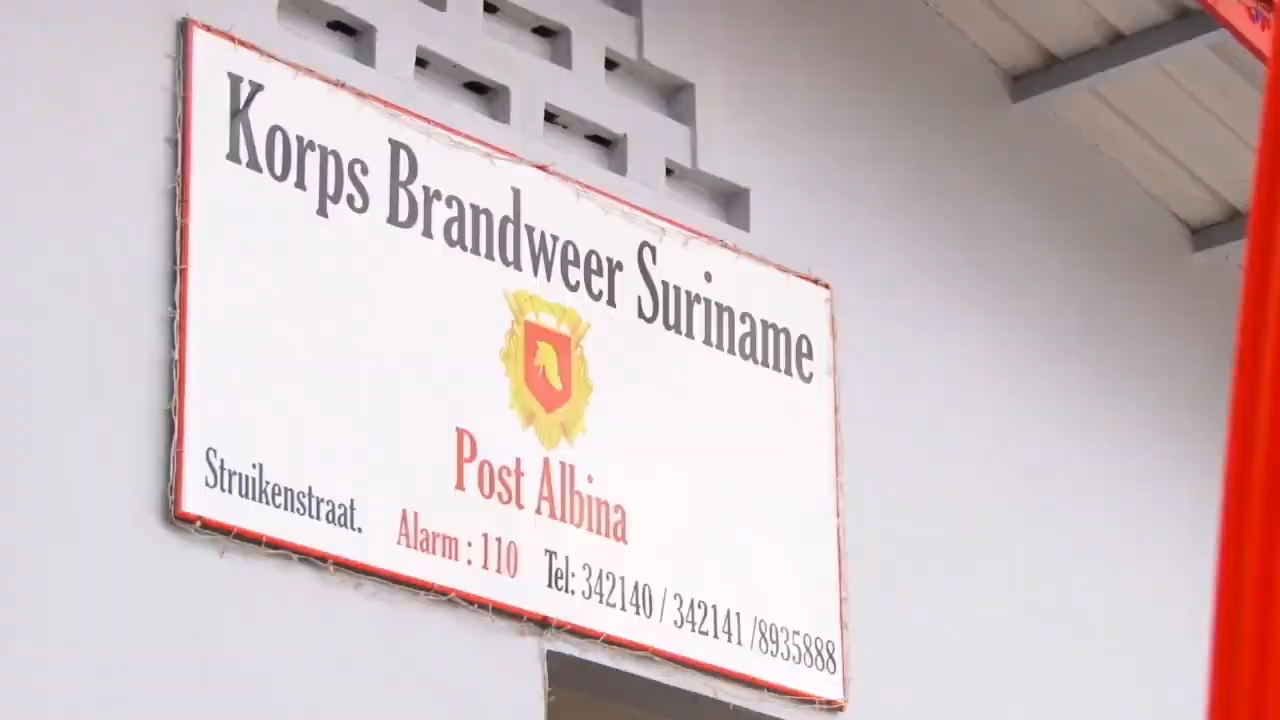 Korps Brandweer Suriname
Post Albina
Struikenstraat. Alarm : 110 Tel: 342140 / 342141 /8935888